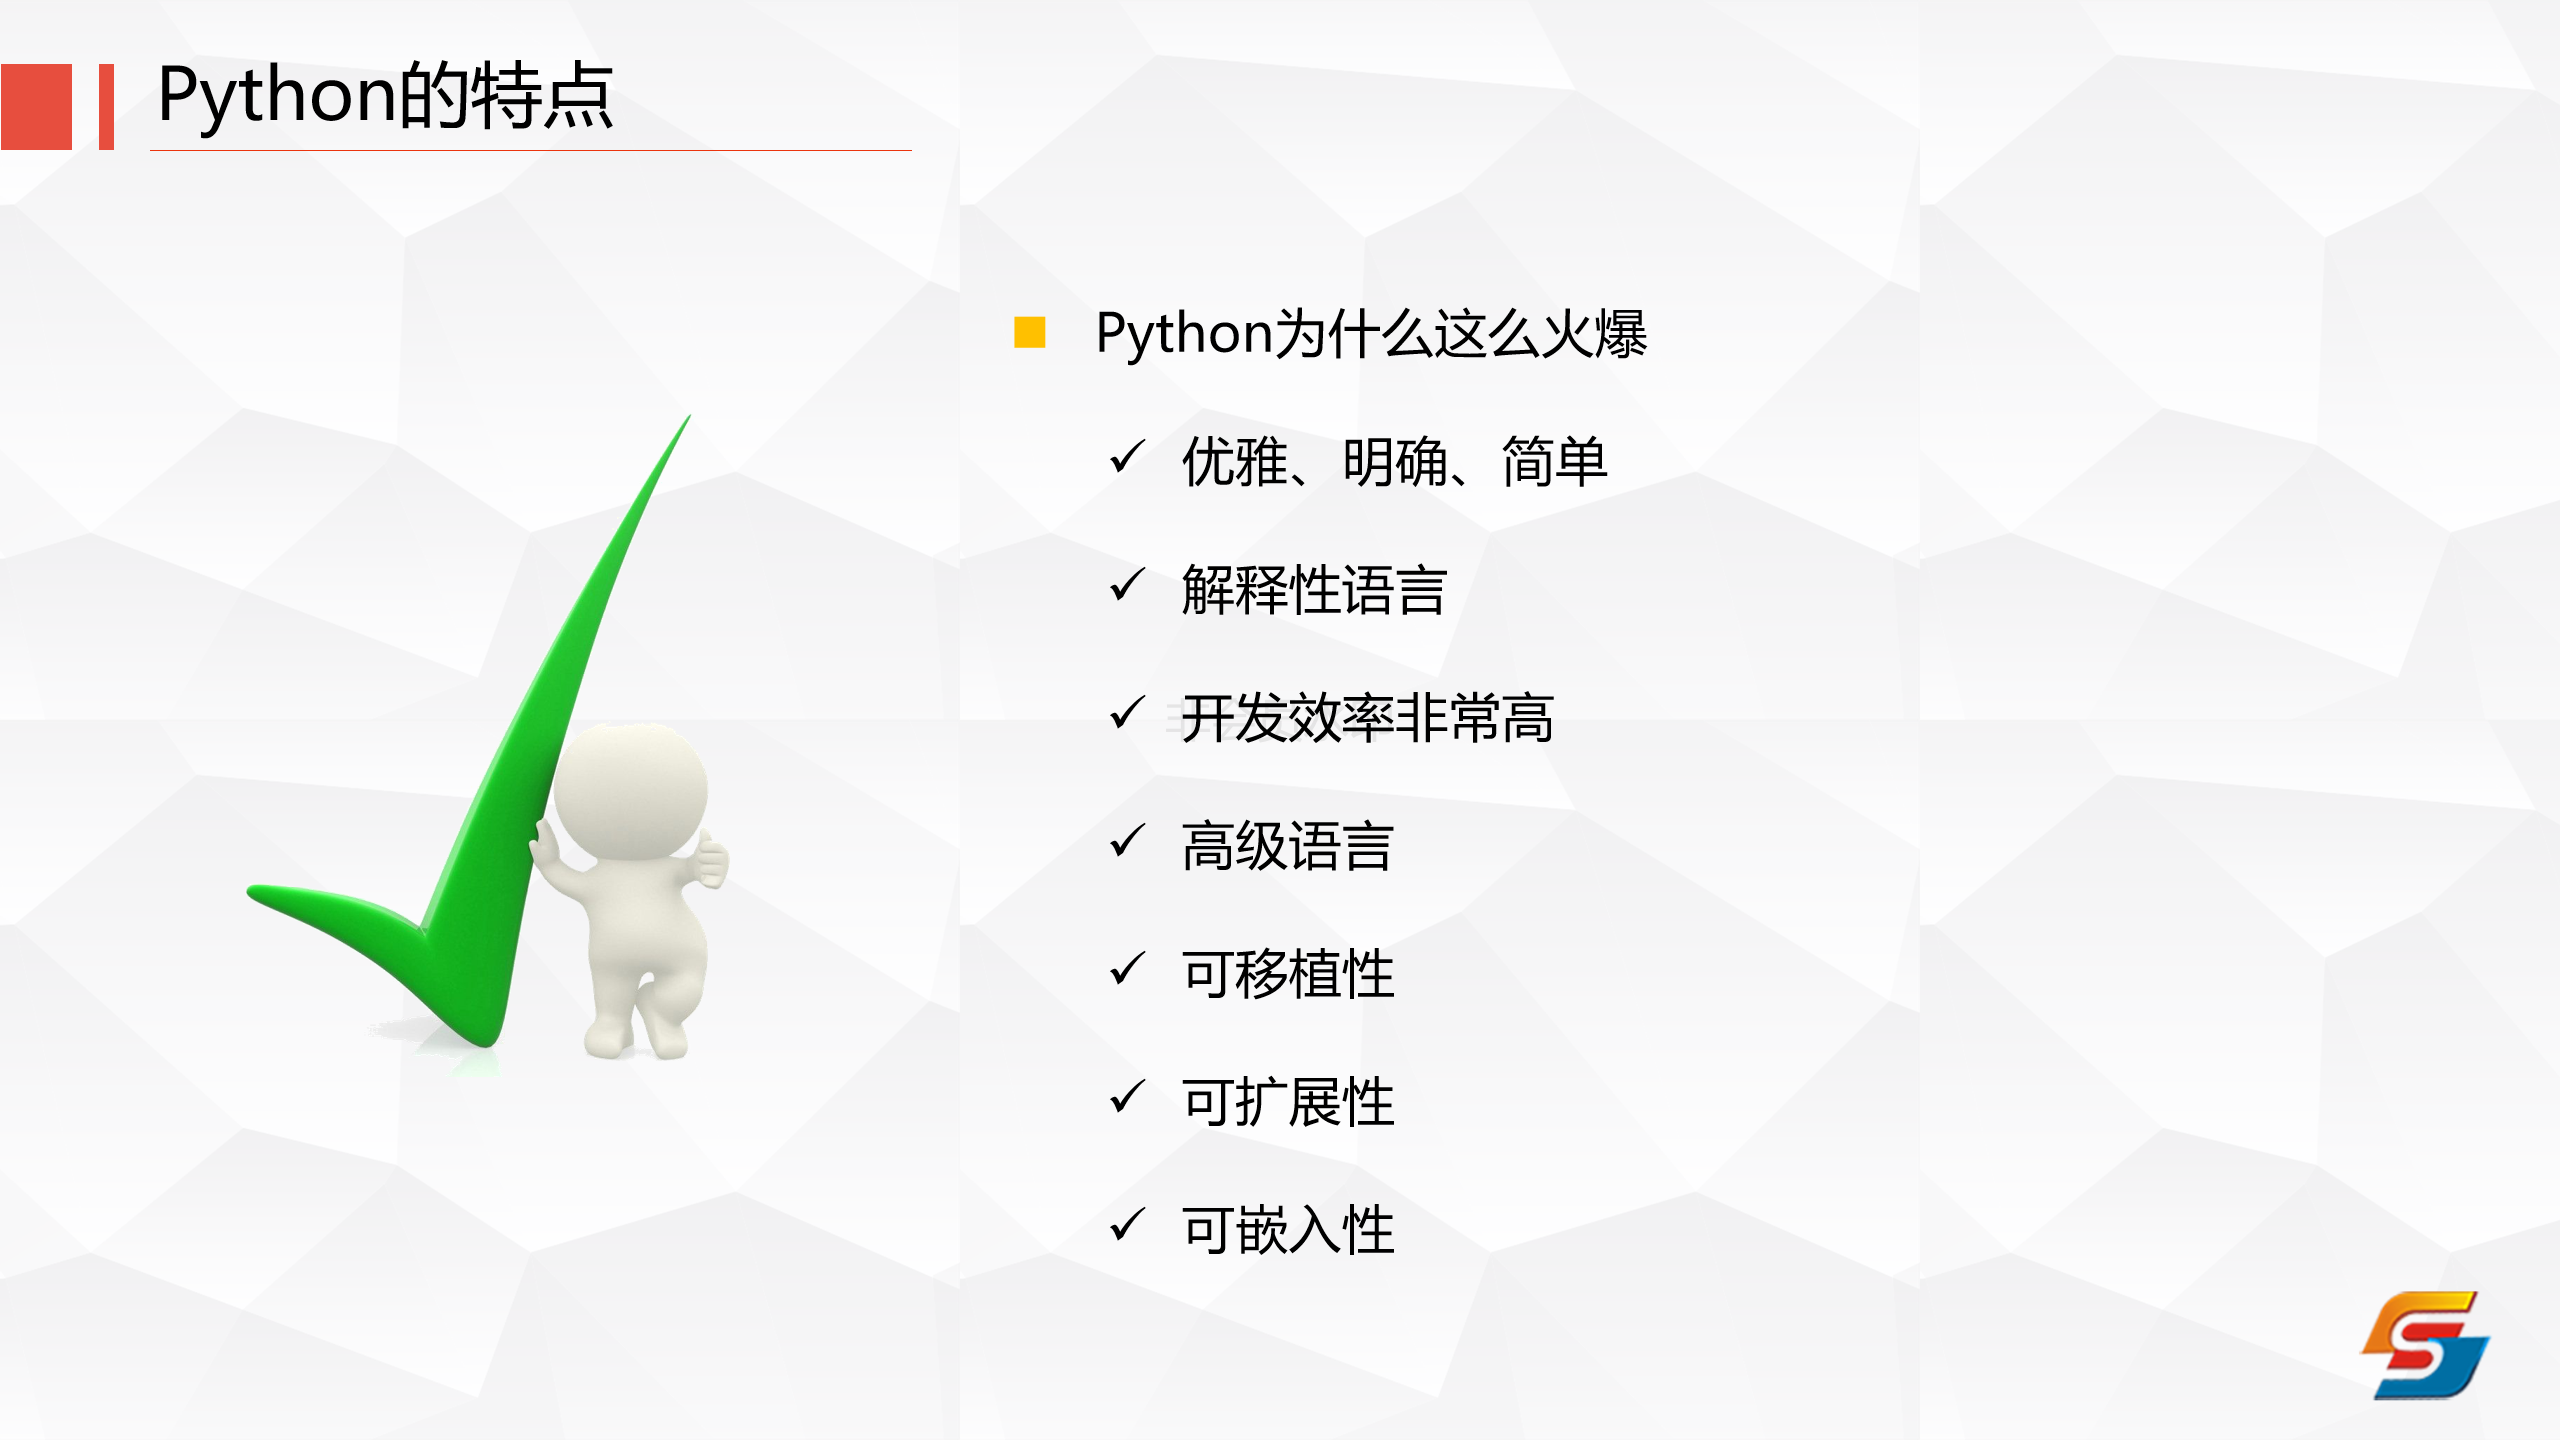 Python的特点
Python为什么这么火爆
优雅、明确、简单
解释性语言
开发效率非常高
高级语言
可移植性
可扩展性
可嵌入性